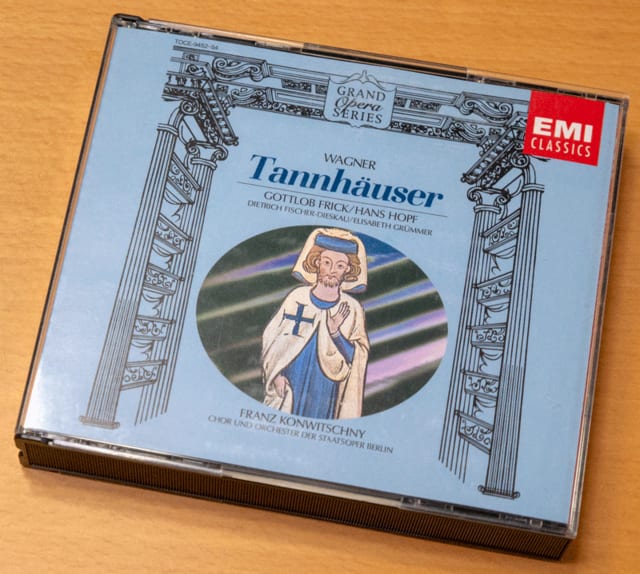 TOCE-9452-54
GRAND
Opera
SERIES
EMI
CLASSICS
WAGNER
Tannhäuser
GOTTLOB FRICK/HANS HOPF
DIETRICH FISCHER-DIESKAU/ELISABETH GRÜMMER
FRANZ KONWITSCHNY
CHOR UND ORCHESTER DER STAATSOPER BERLIN